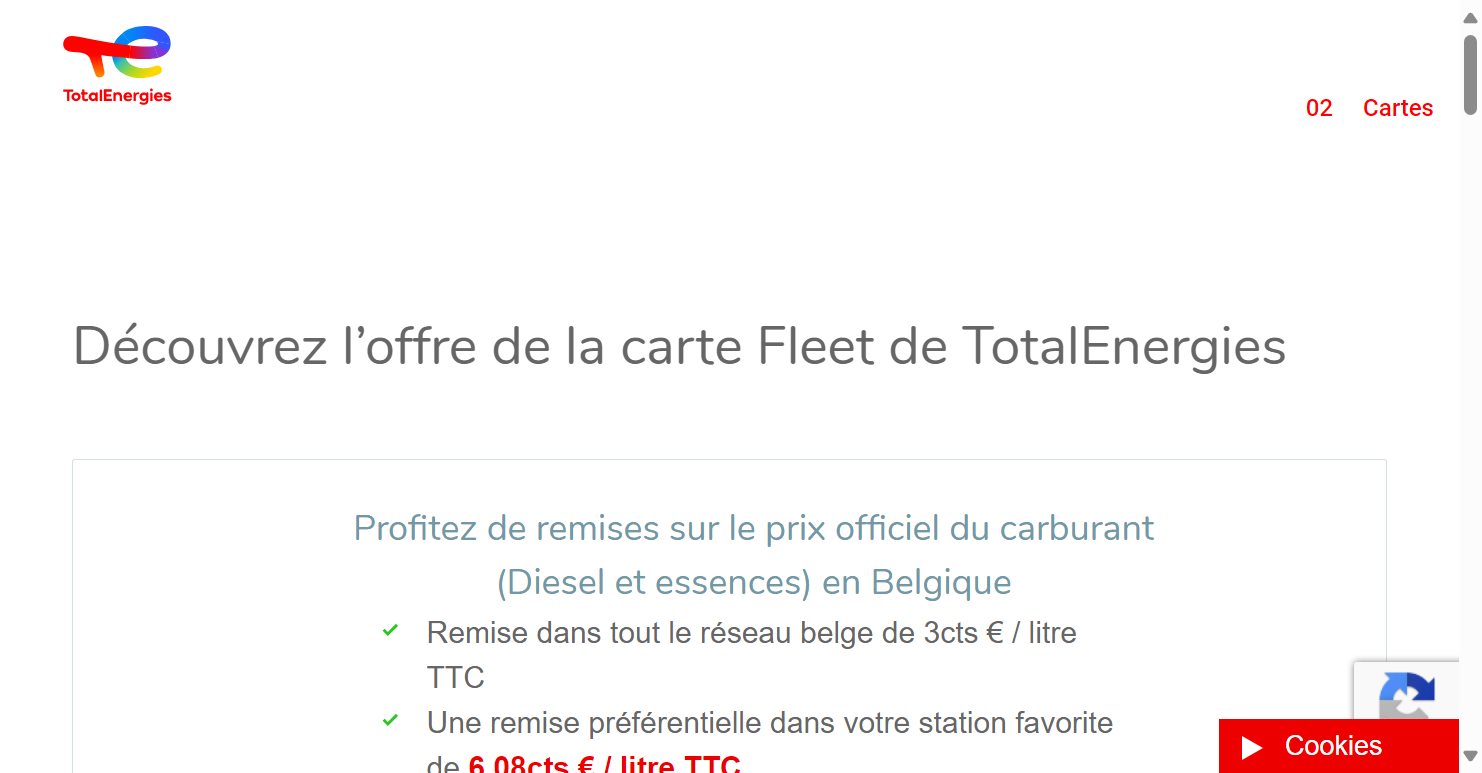 TotalEnergies
02 Cartes
Découvrez l’offre de la carte Fleet de TotalEnergies
Profitez de remises sur le prix officiel du carburant
(Diesel et essences) en Belgique
Remise dans tout le réseau belge de 3cts € / litre
TTC
Une remise préférentielle dans votre station favorite
de 6,08cts € / litre TTC
Cookies